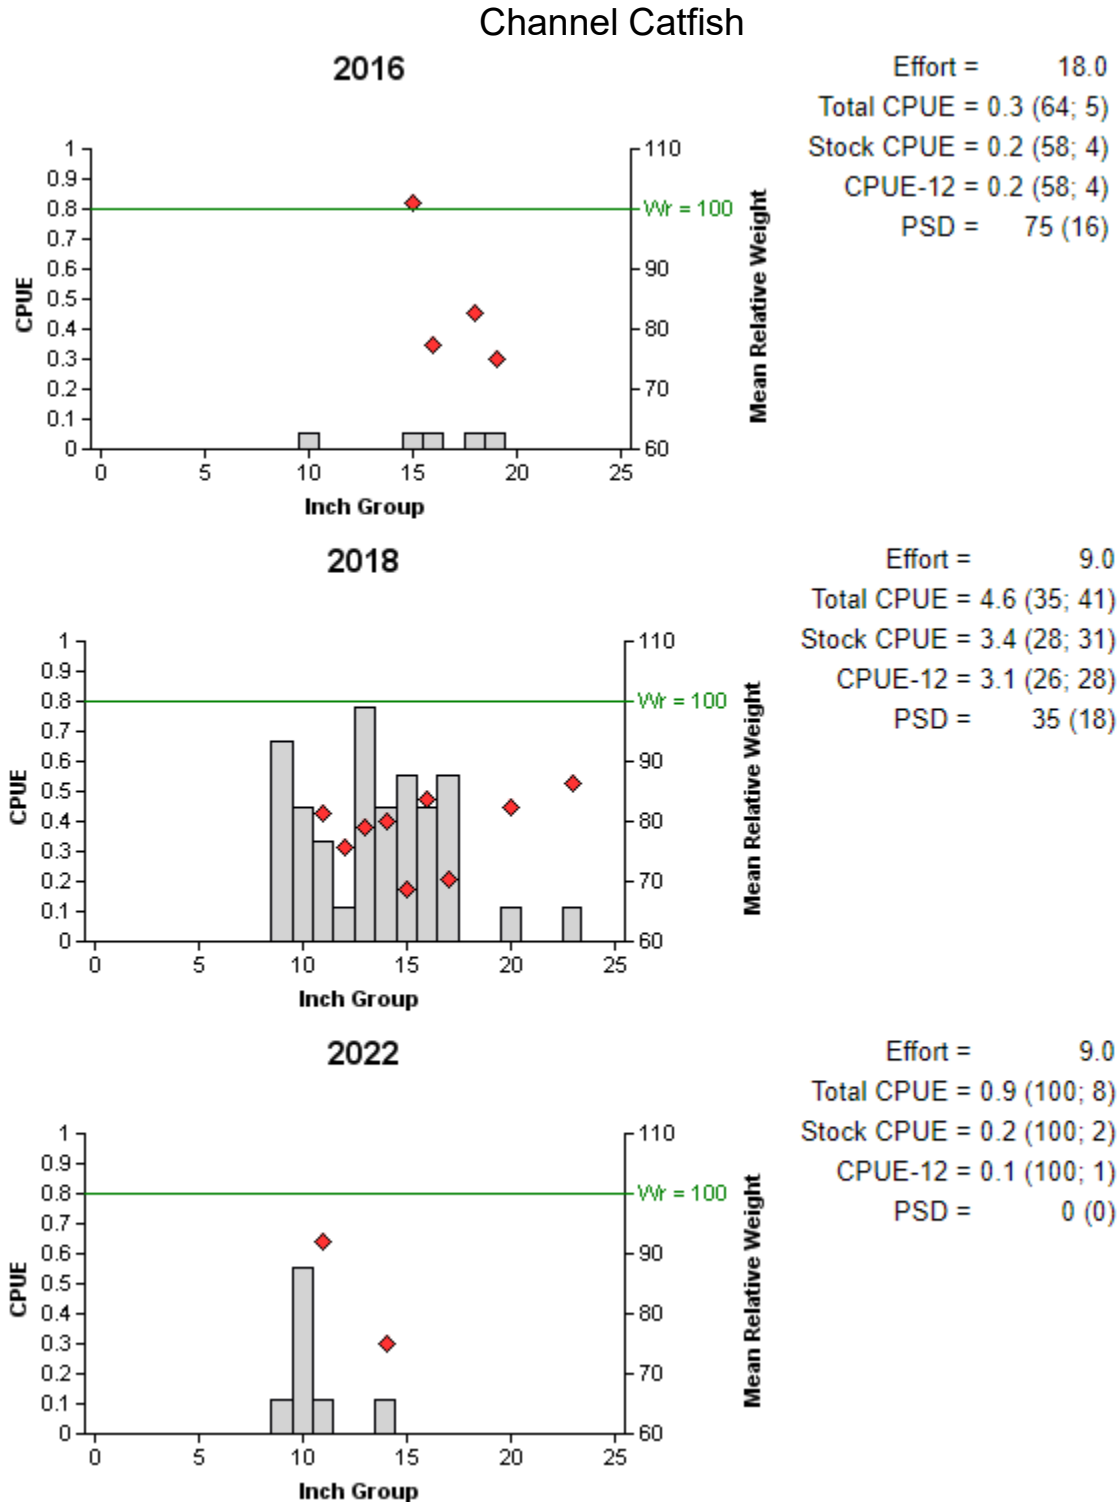 Channel Catfish
2016
Effort = 18.0
Total CPUE = 0.3 (64; 5)
Stock CPUE = 0.2 (58; 4)
CPUE-12 = 0.2 (58; 4)
PSD = 75 (16)
1
0.9
0.8
0.7
0.6
0.5
0.4
0.3
0.2
0.1
0
CPUE
110
Wr = 100
90
80
70
60
Mean Relative Weight
0 5 10 15 20 25
Inch Group
2018
Effort = 9.0
Total CPUE = 4.6 (35; 41)
Stock CPUE = 3.4 (28; 31)
CPUE-12 = 3.1 (26; 28)
PSD = 35 (18)
1
0.9
0.8
0.7
0.6
0.5
0.4
0.3
0.2
0.1
0
CPUE
110
Wr = 100
90
80
70
60
Mean Relative Weight
0 5 10 15 20 25
Inch Group
2022
Effort = 9.0
Total CPUE = 0.9 (100; 8)
Stock CPUE = 0.2 (100; 2)
CPUE-12 = 0.1 (100; 1)
PSD = 0 (0)
1
0.9
0.8
0.7
0.6
0.5
0.4
0.3
0.2
0.1
0
CPUE
110
Wr = 100
90
80
70
60
Mean Relative Weight
0 5 10 15 20 25
Inch Group